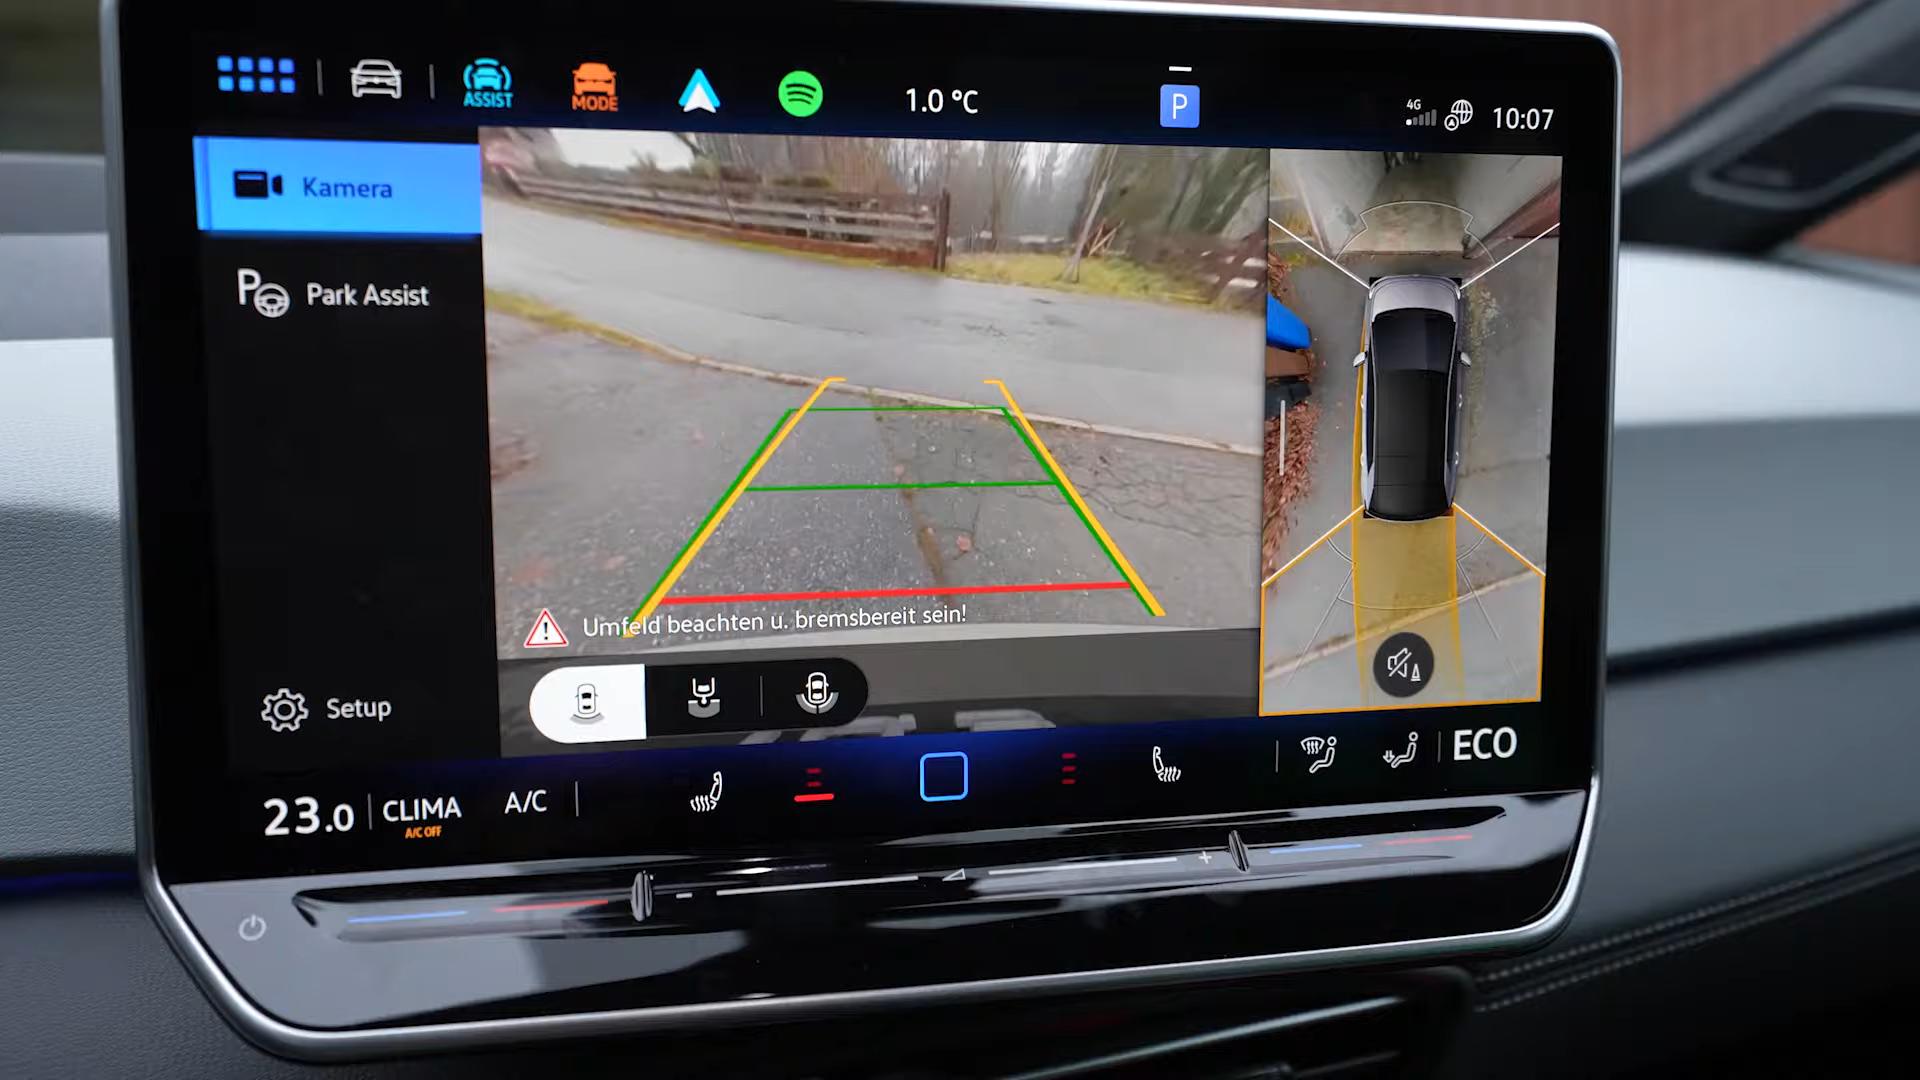 ASSIST
MODE
1.0 °C
P
4G
10:07
Kamera
P
Park Assist
Umfeld beachten u. bremsbereit sein!
Setup
23.0
CLIMA
A/C OFF
A/C
ECO